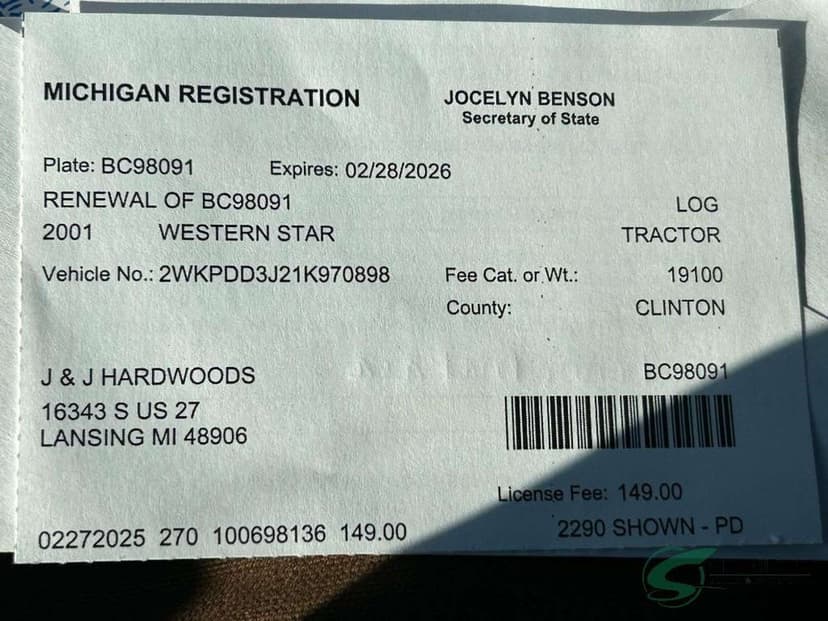 MICHIGAN REGISTRATION
JOCELYN BENSON
Secretary of State
Plate: BC98091 Expires: 02/28/2026
RENEWAL OF BC98091 LOG
2001 WESTERN STAR TRACTOR
Vehicle No.: 2WKPDD3J21K970898 Fee Cat. or Wt.: 19100
County: CLINTON
J & J HARDWOODS BC98091
16343 S US 27
LANSING MI 48906
License Fee: 149.00
02272025 270 100698136 149.00 2290 SHOWN - PD